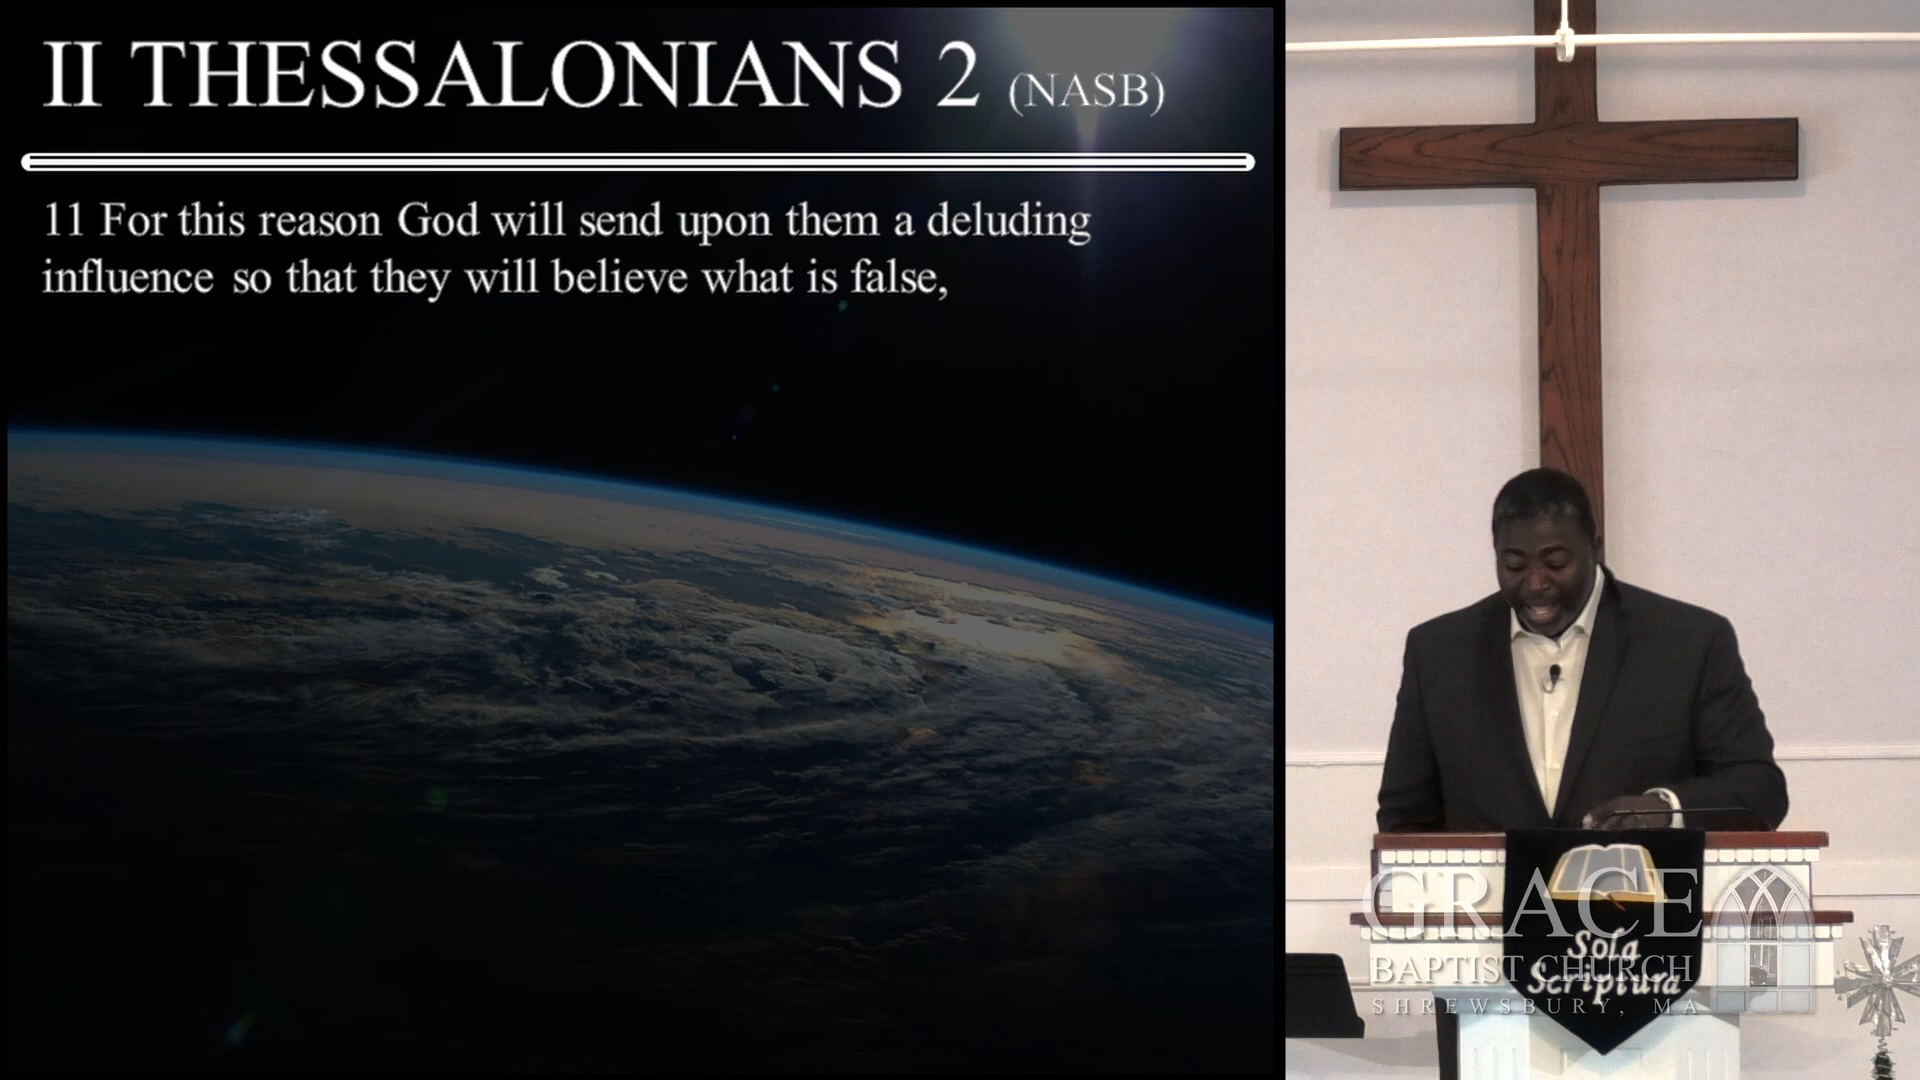 II THESSALONIANS 2 (NASB)
11 For this reason God will send upon them a deluding
influence so that they will believe what is false,
GRACE
BAPTIST CHURCH
SHREWSBURY, MA
Sola
Scriptura